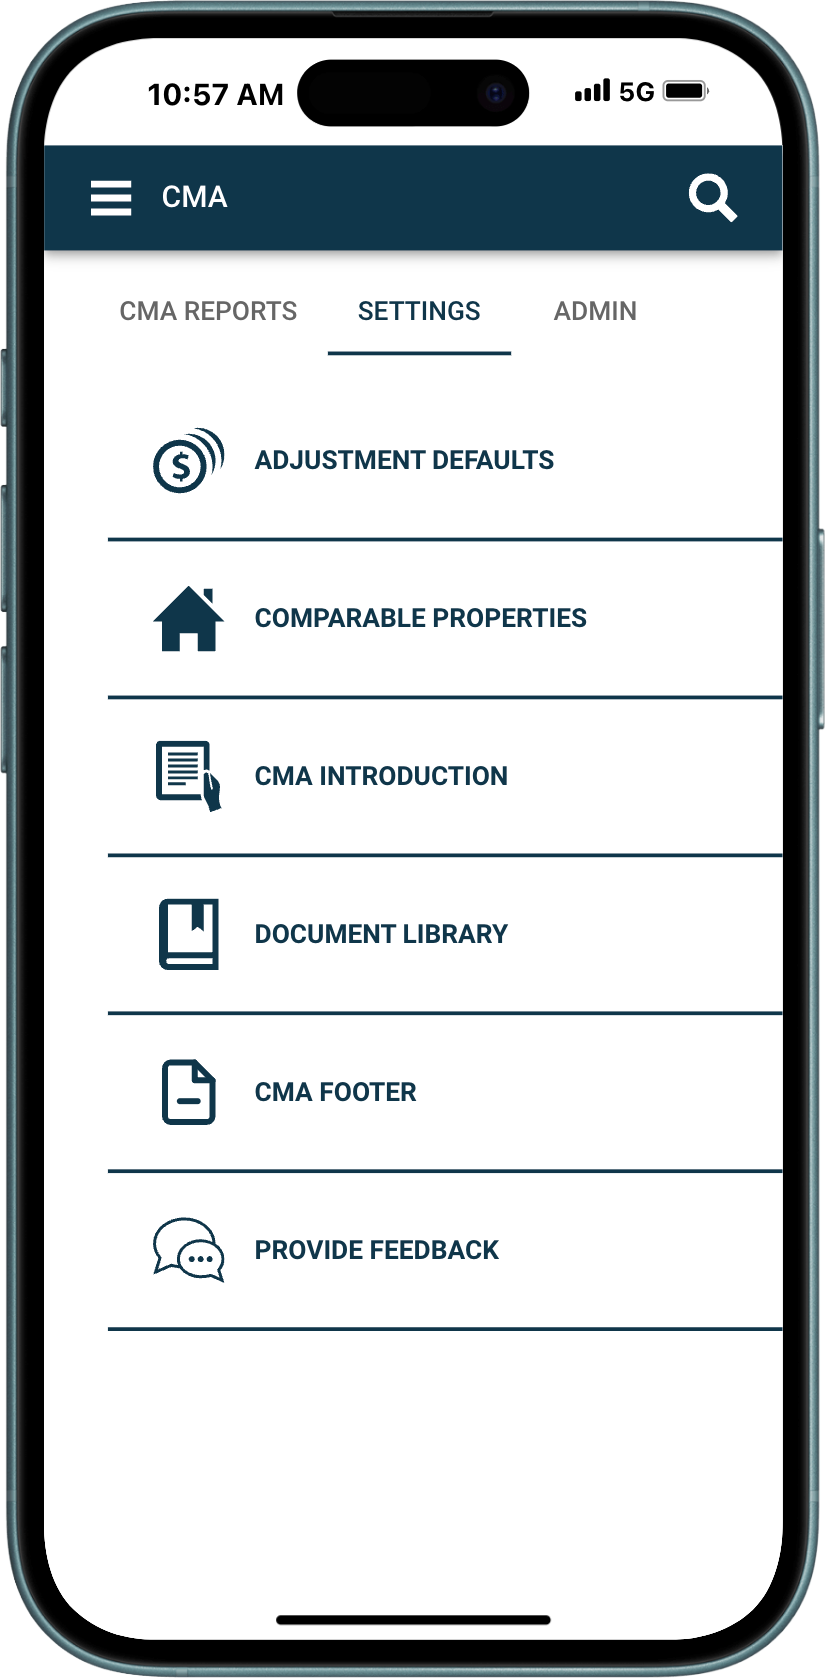 10:57 AM 5G
CMA
CMA REPORTS SETTINGS ADMIN
$ ADJUSTMENT DEFAULTS
COMPARABLE PROPERTIES
CMA INTRODUCTION
DOCUMENT LIBRARY
CMA FOOTER
PROVIDE FEEDBACK